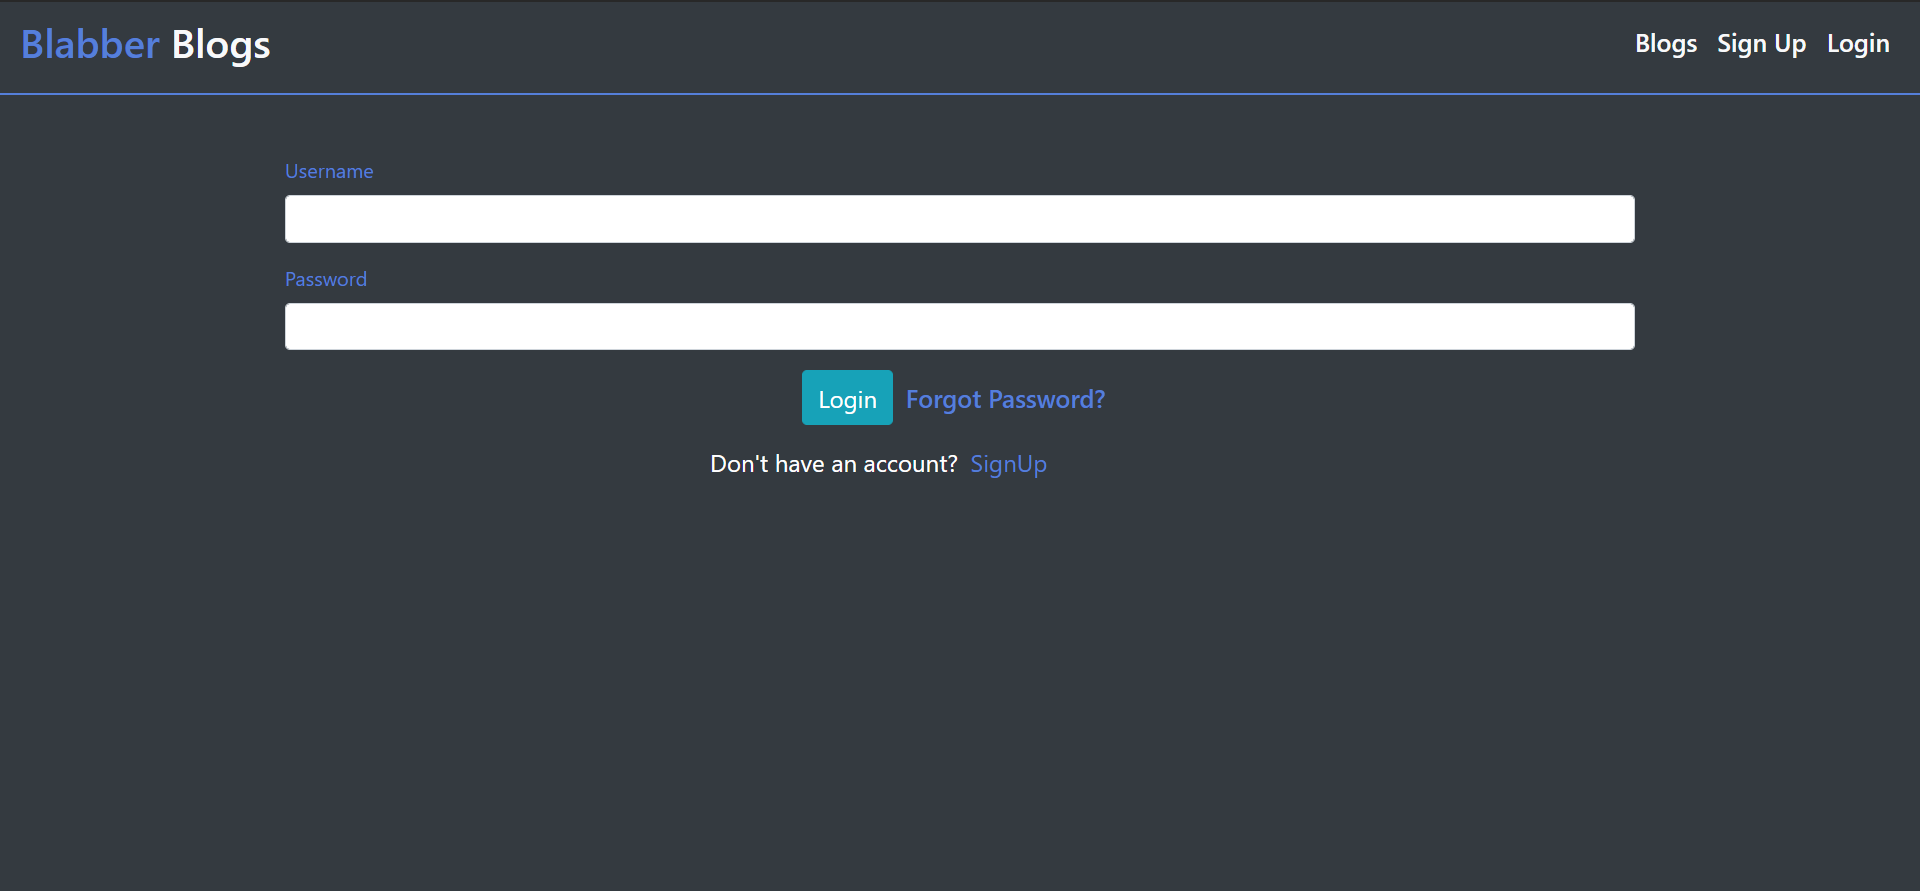 Blabber Blogs Blogs Sign Up Login
Username
Password
Login Forgot Password?
Don't have an account? SignUp